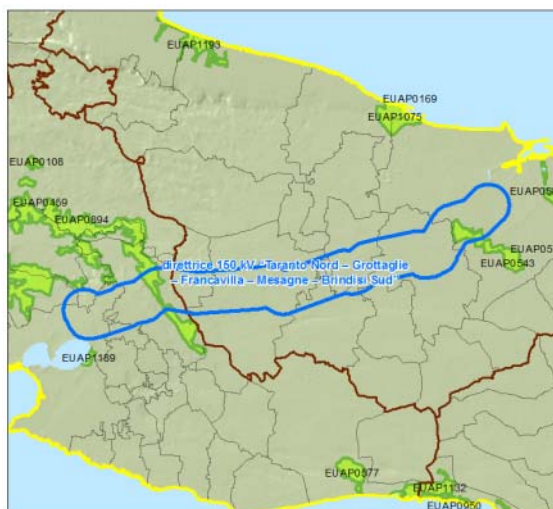 EUAP1193
EUAP0169
EUAP1075
EUAP0108
EUAP0459
EUAP0894
direttrice 150 kV "Taranto Nord – Grottaglie
– Francavilla – Mesagne – Brindisi Sud"
EUAP0543
EUAP1189
EUAP0577
EUAP1132
EUAP0950